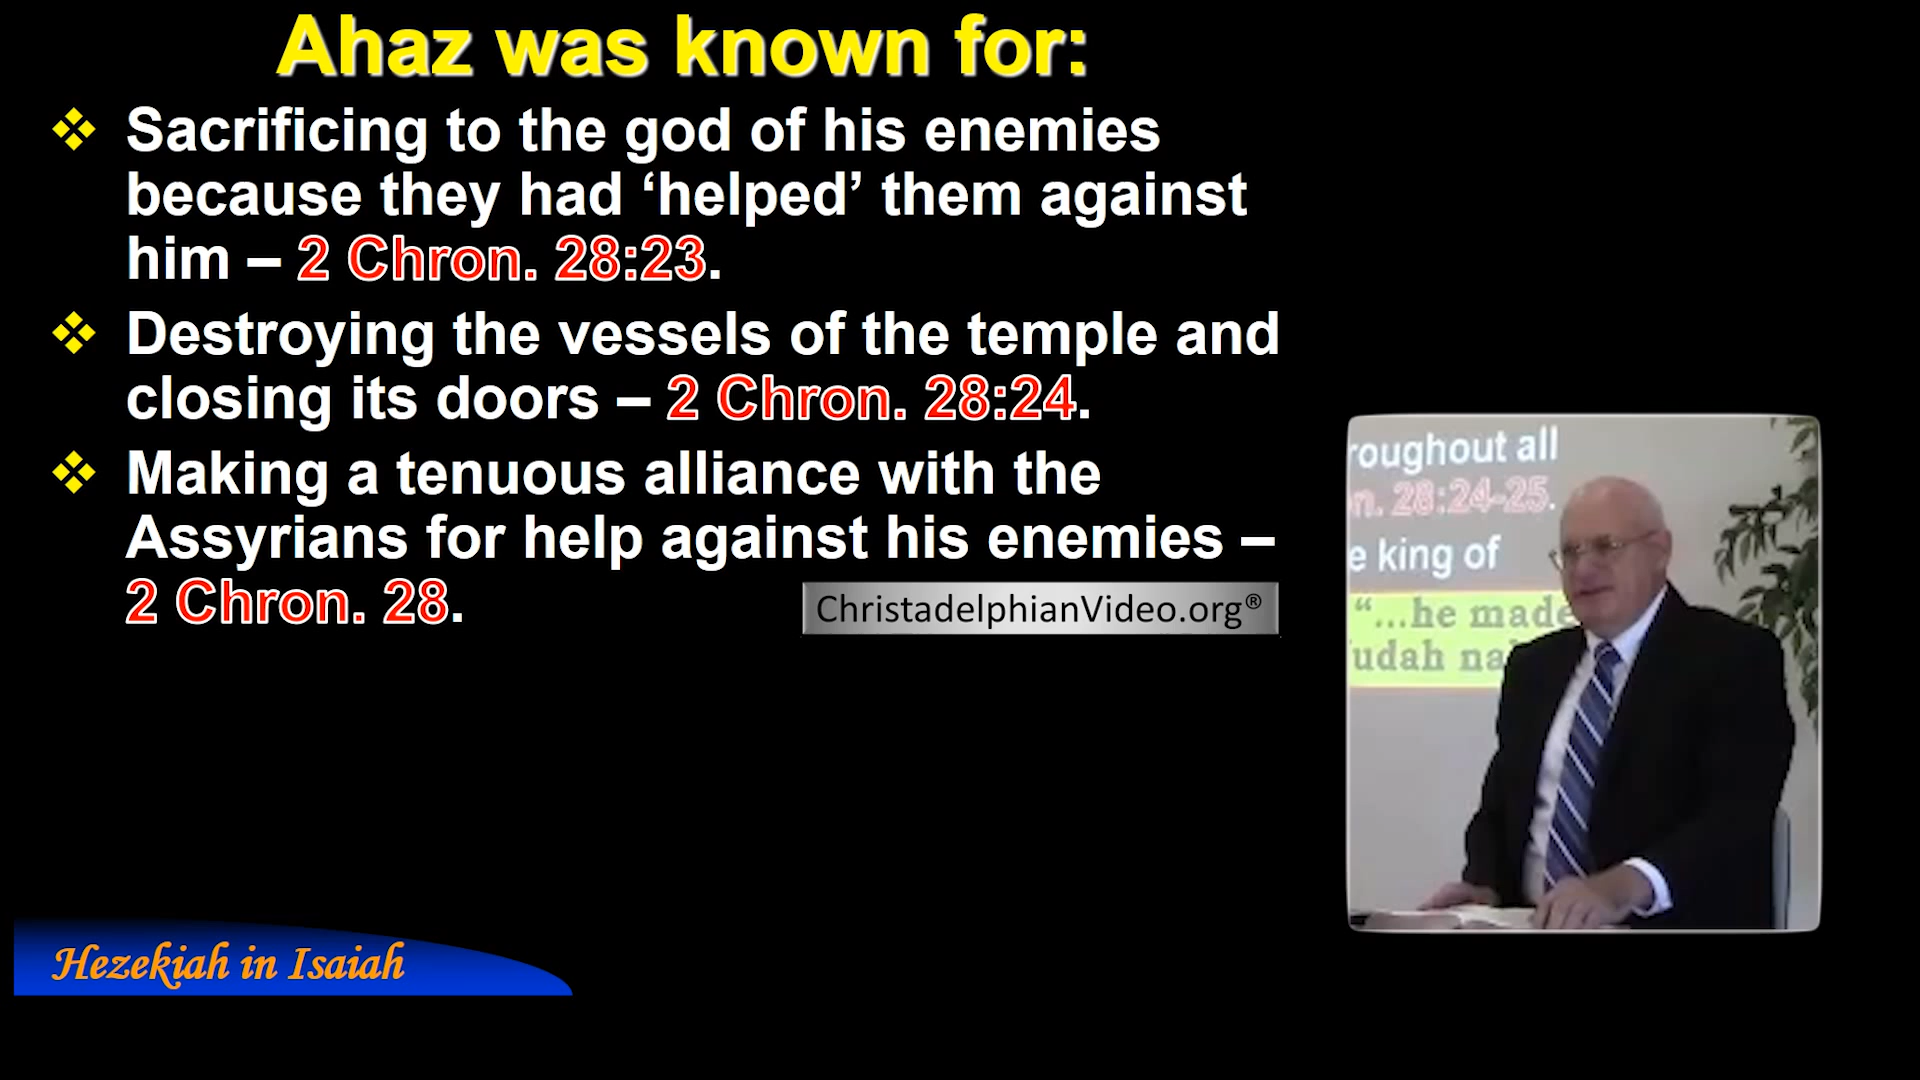 Ahaz was known for:
❖ Sacrificing to the god of his enemies
because they had ‘helped’ them against
him – 2 Chron. 28:23.
❖ Destroying the vessels of the temple and
closing its doors – 2 Chron. 28:24.
❖ Making a tenuous alliance with the
Assyrians for help against his enemies –
2 Chron. 28.
ChristadelphianVideo.org®
roughout all
n. 28:24-25.
e king of
“...he made
udah na
Hezekiah in Isaiah